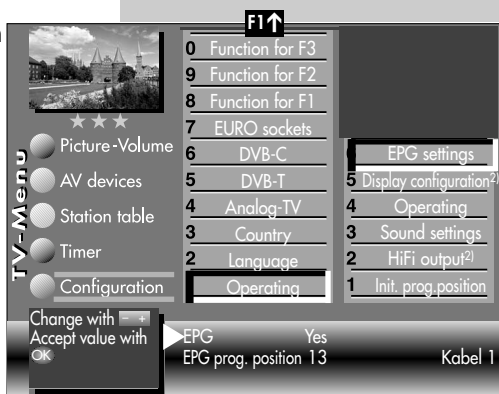 F1↑
TV-Menu
Picture-Volume
AV devices
Station table
Timer
Configuration
0 Function for F3
9 Function for F2
8 Function for F1
7 EURO sockets
6 DVB-C
5 DVB-T
4 Analog-TV
3 Country
2 Language
Operating
EPG settings
5 Display configuration2)
4 Operating
3 Sound settings
2 HiFi output2)
1 Init. prog.position
Change with - +
Accept value with
OK
EPG Yes
EPG prog. position 13 Kabel 1